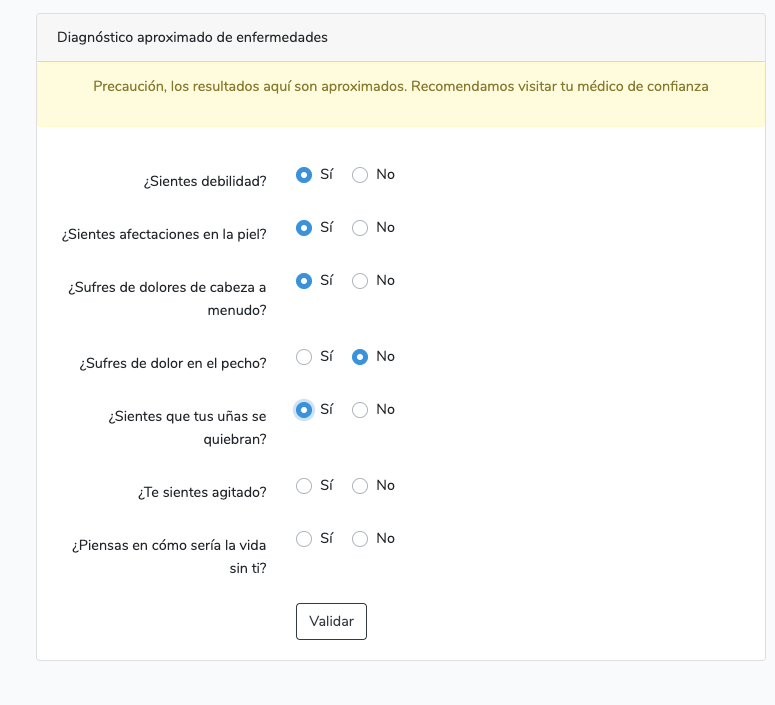 Diagnóstico aproximado de enfermedades
Precaución, los resultados aquí son aproximados. Recomendamos visitar tu médico de confianza
¿Sientes debilidad? Sí No
¿Sientes afectaciones en la piel? Sí No
¿Sufres de dolores de cabeza a Sí No
menudo?
¿Sufres de dolor en el pecho? Sí No
¿Sientes que tus uñas se Sí No
quiebran?
¿Te sientes agitado? Sí No
¿Piensas en cómo sería la vida Sí No
sin ti?
Validar